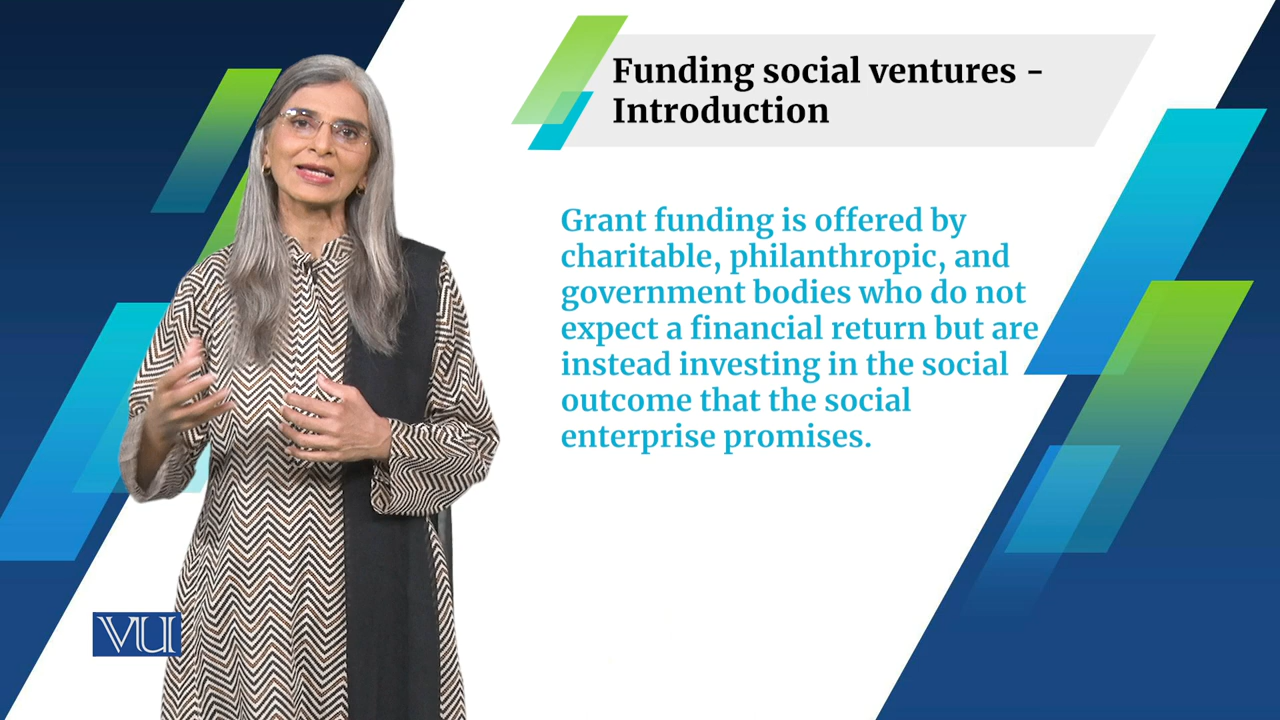 Funding social ventures -
Introduction
Grant funding is offered by
charitable, philanthropic, and
government bodies who do not
expect a financial return but are
instead investing in the social
outcome that the social
enterprise promises.
VU